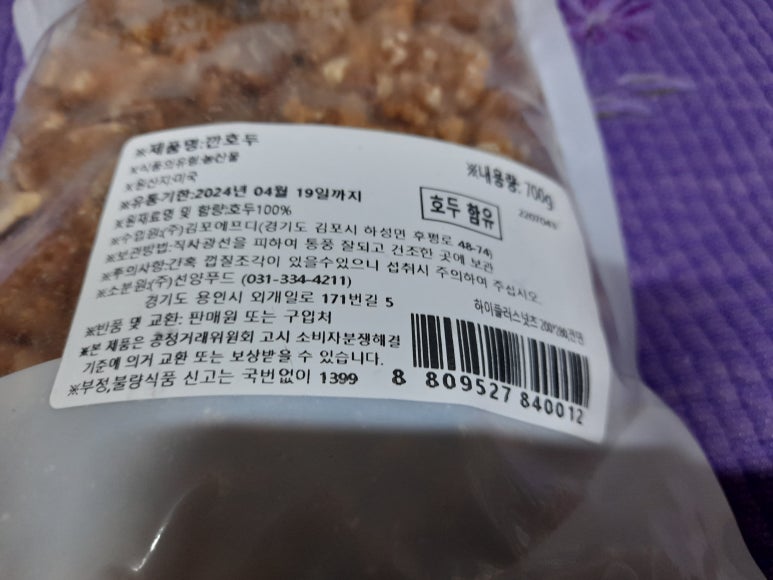 ※제품명:깐호두
※식품의유형:농산물
※원산지:미국
※내용량: 700g
※유통기한:2024년 04월 19일까지
호두 함유
※원재료명 및 함량:호두100%
※수입원:(주)김포에프디(경기도 김포시 하성면 후평로 48-74)
※보관방법:직사광선을 피하여 통풍 잘되고 건조한 곳에 보관
※주의사항:간혹 껍질조각이 있을수있으니 섭취시 주의하여 주십시오.
※소분원:(주)선양푸드 (031-334-4211)
경기도 용인시 외개일로 171번길 5
※반품 및 교환: 판매원 또는 구입처
※본 제품은 공정거래위원회 고시 소비자분쟁해결
기준에 의거 교환 또는 보상받을 수 있습니다.
※부정,불량식품 신고는 국번없이 1399
8 809527 840012